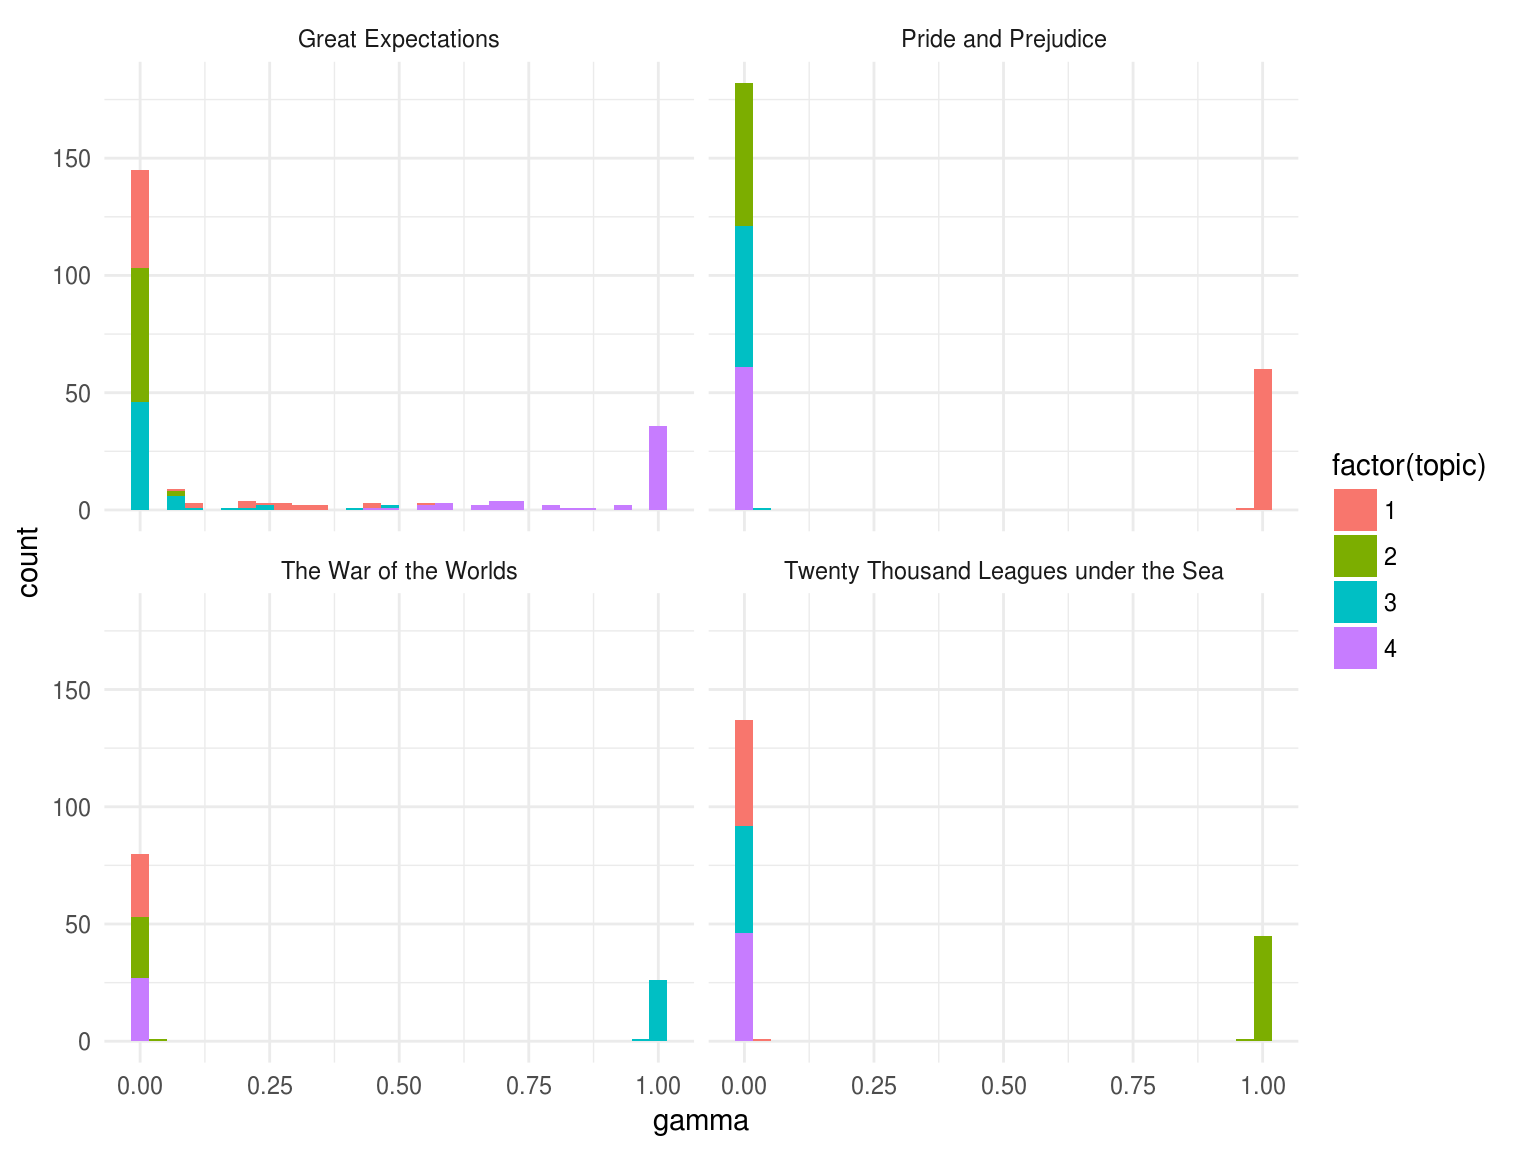 Great Expectations
Pride and Prejudice
150
100
50
0
The War of the Worlds
Twenty Thousand Leagues under the Sea
150
100
50
0
0.00 0.25 0.50 0.75 1.00
0.00 0.25 0.50 0.75 1.00
gamma
count
factor(topic)
1
2
3
4